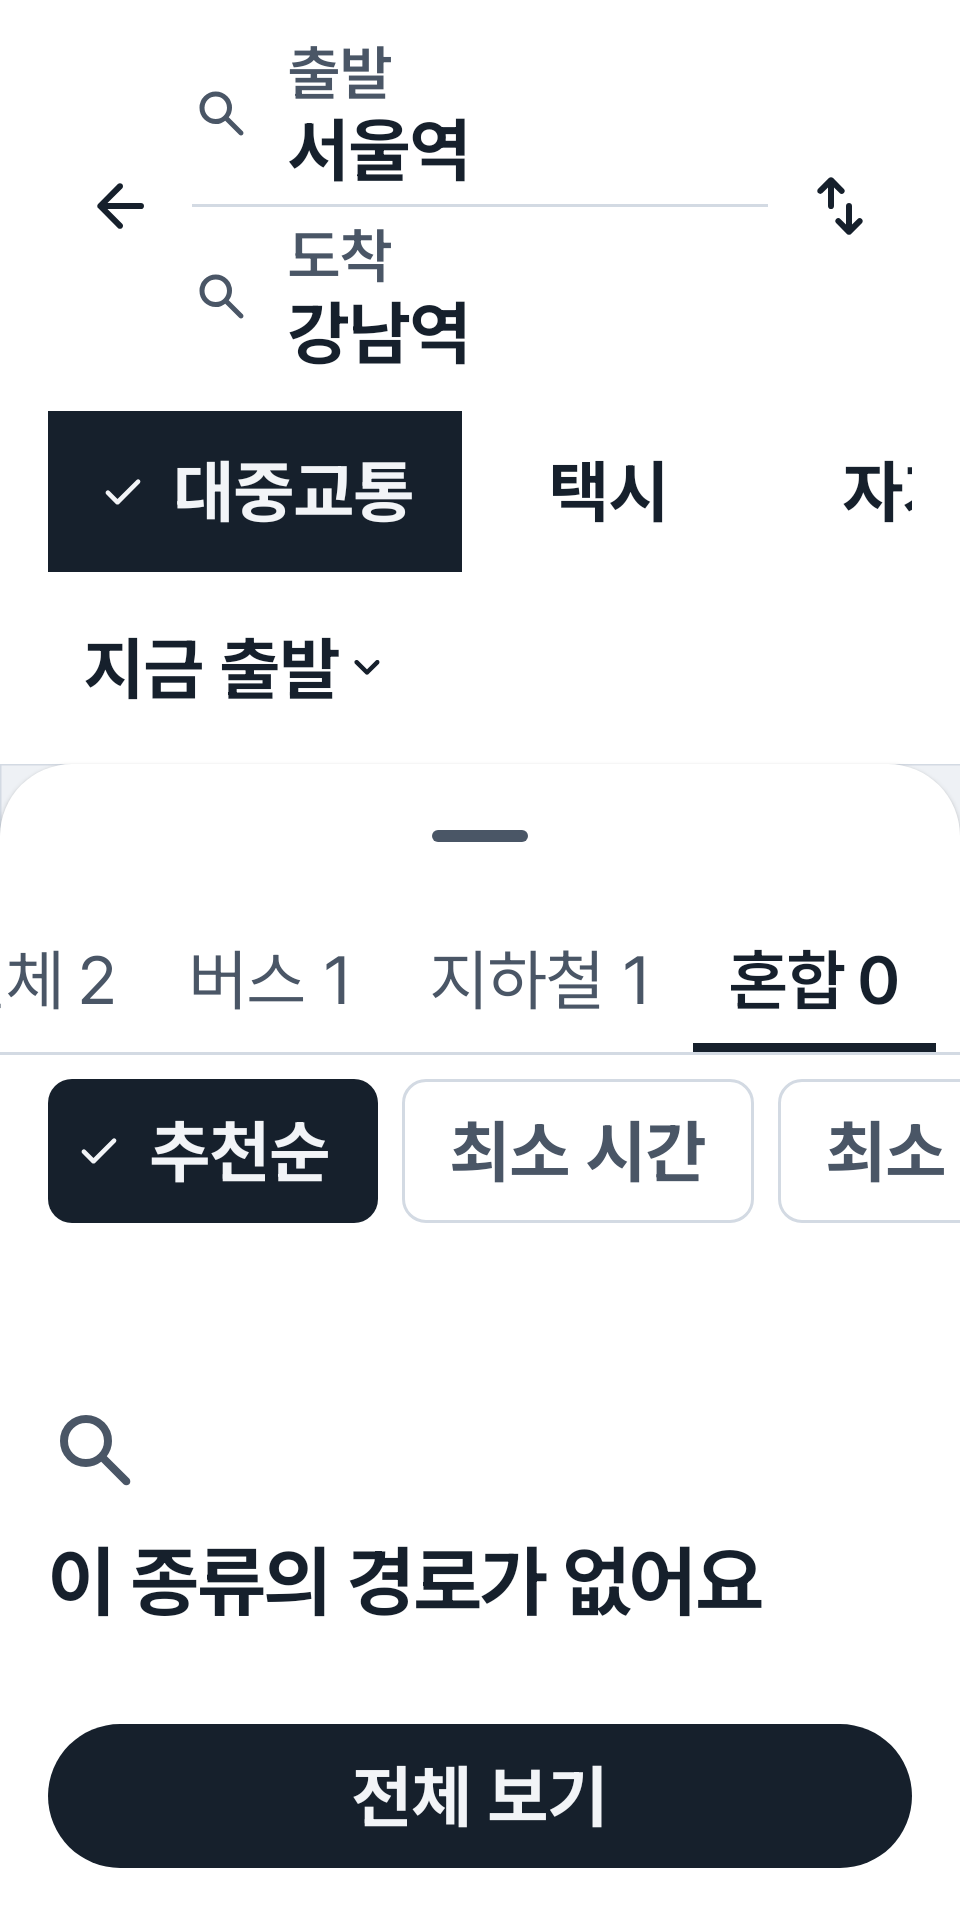 출발
서울역
도착
강남역
대중교통 택시
지금 출발
체 2 버스 1 지하철 1 혼합 0
추천순 최소 시간 최소
이 종류의 경로가 없어요
전체 보기